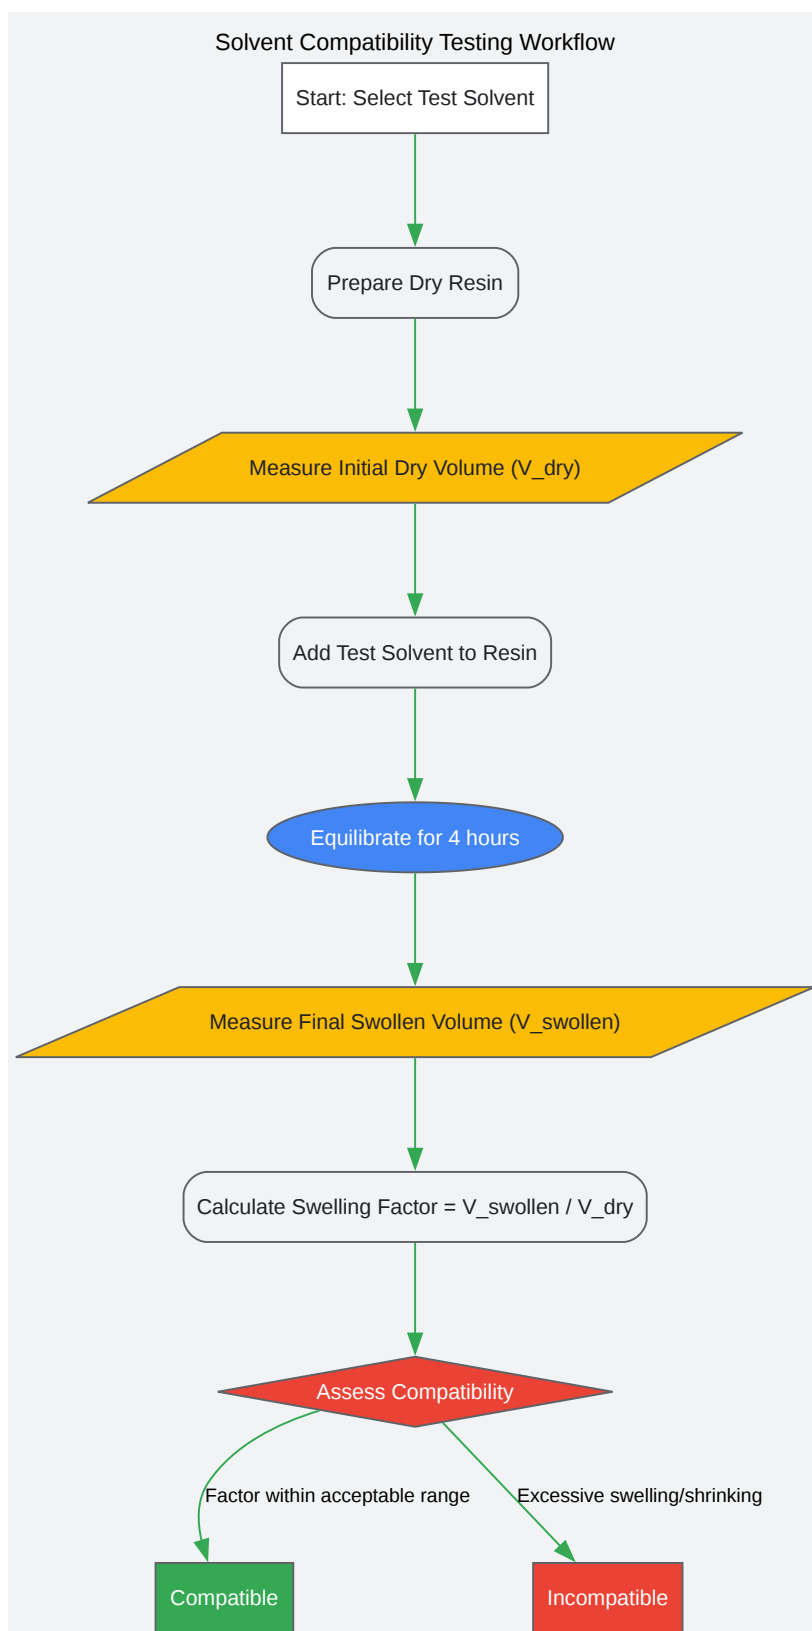 Solvent Compatibility Testing Workflow
Start: Select Test Solvent
Prepare Dry Resin
Measure Initial Dry Volume (V_dry)
Add Test Solvent to Resin
Equilibrate for 4 hours
Measure Final Swollen Volume (V_swollen)
Calculate Swelling Factor = V_swollen / V_dry
Assess Compatibility
Factor within acceptable range
Excessive swelling/shrinking
Compatible
Incompatible